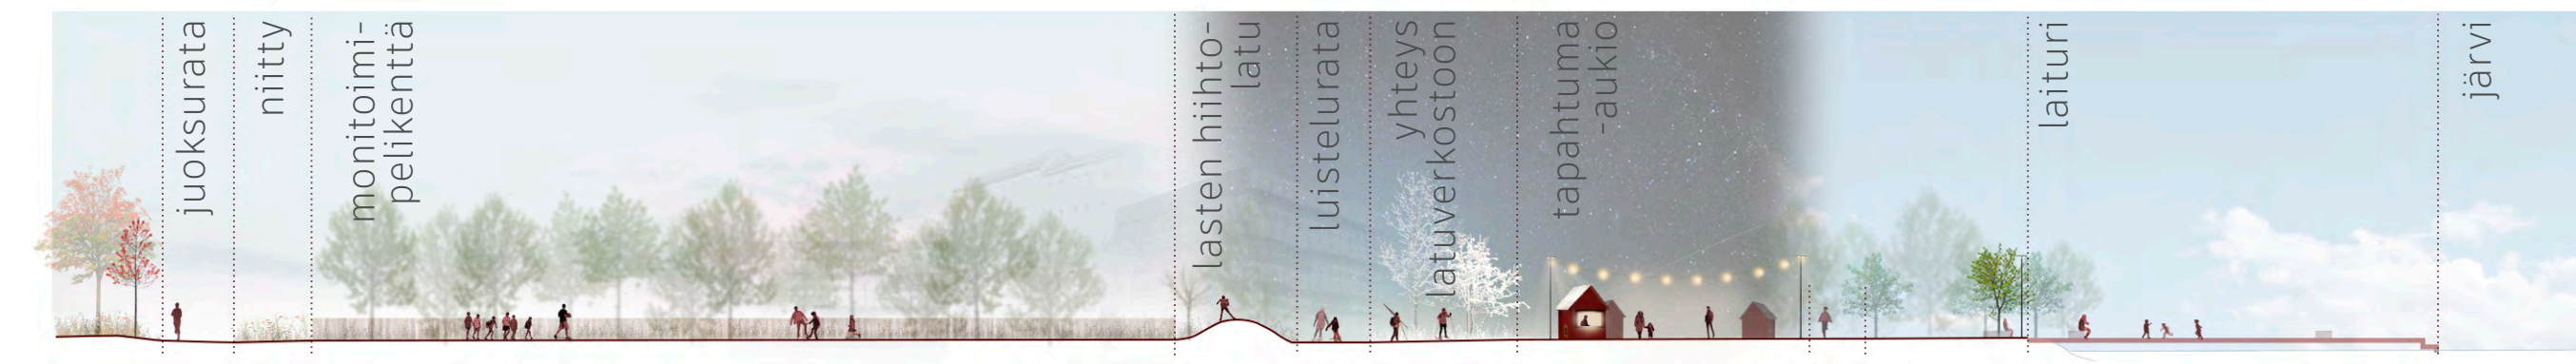 juoksurata
niitty
monitoimi-
pelikenttä
lasten hiihto-
latu
luistelurata
yhteys
latuverkostoon
tapahtuma
-aukio
laituri
järvi